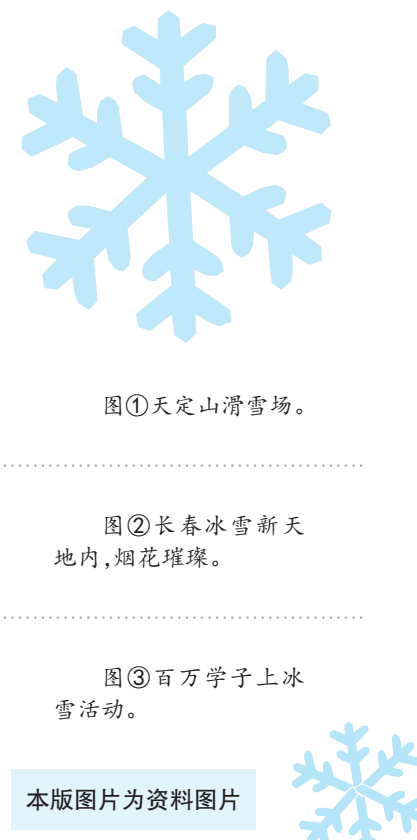 图①天定山滑雪场。
图②长春冰雪新天
地内,烟花璀璨。
图③百万学子上冰
雪活动。
本版图片为资料图片